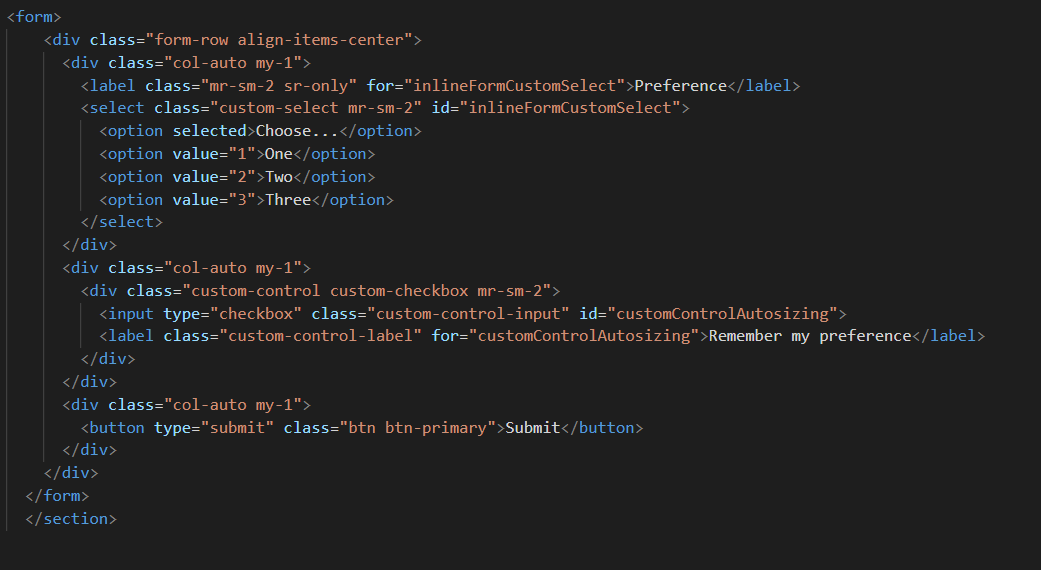 <form>
<div class="form-row align-items-center">
<div class="col-auto my-1">
<label class="mr-sm-2 sr-only" for="inlineFormCustomSelect">Preference</label>
<select class="custom-select mr-sm-2" id="inlineFormCustomSelect">
<option selected>Choose...</option>
<option value="1">One</option>
<option value="2">Two</option>
<option value="3">Three</option>
</select>
</div>
<div class="col-auto my-1">
<div class="custom-control custom-checkbox mr-sm-2">
<input type="checkbox" class="custom-control-input" id="customControlAutosizing">
<label class="custom-control-label" for="customControlAutosizing">Remember my preference</label>
</div>
</div>
<div class="col-auto my-1">
<button type="submit" class="btn btn-primary">Submit</button>
</div>
</div>
</form>
</section>